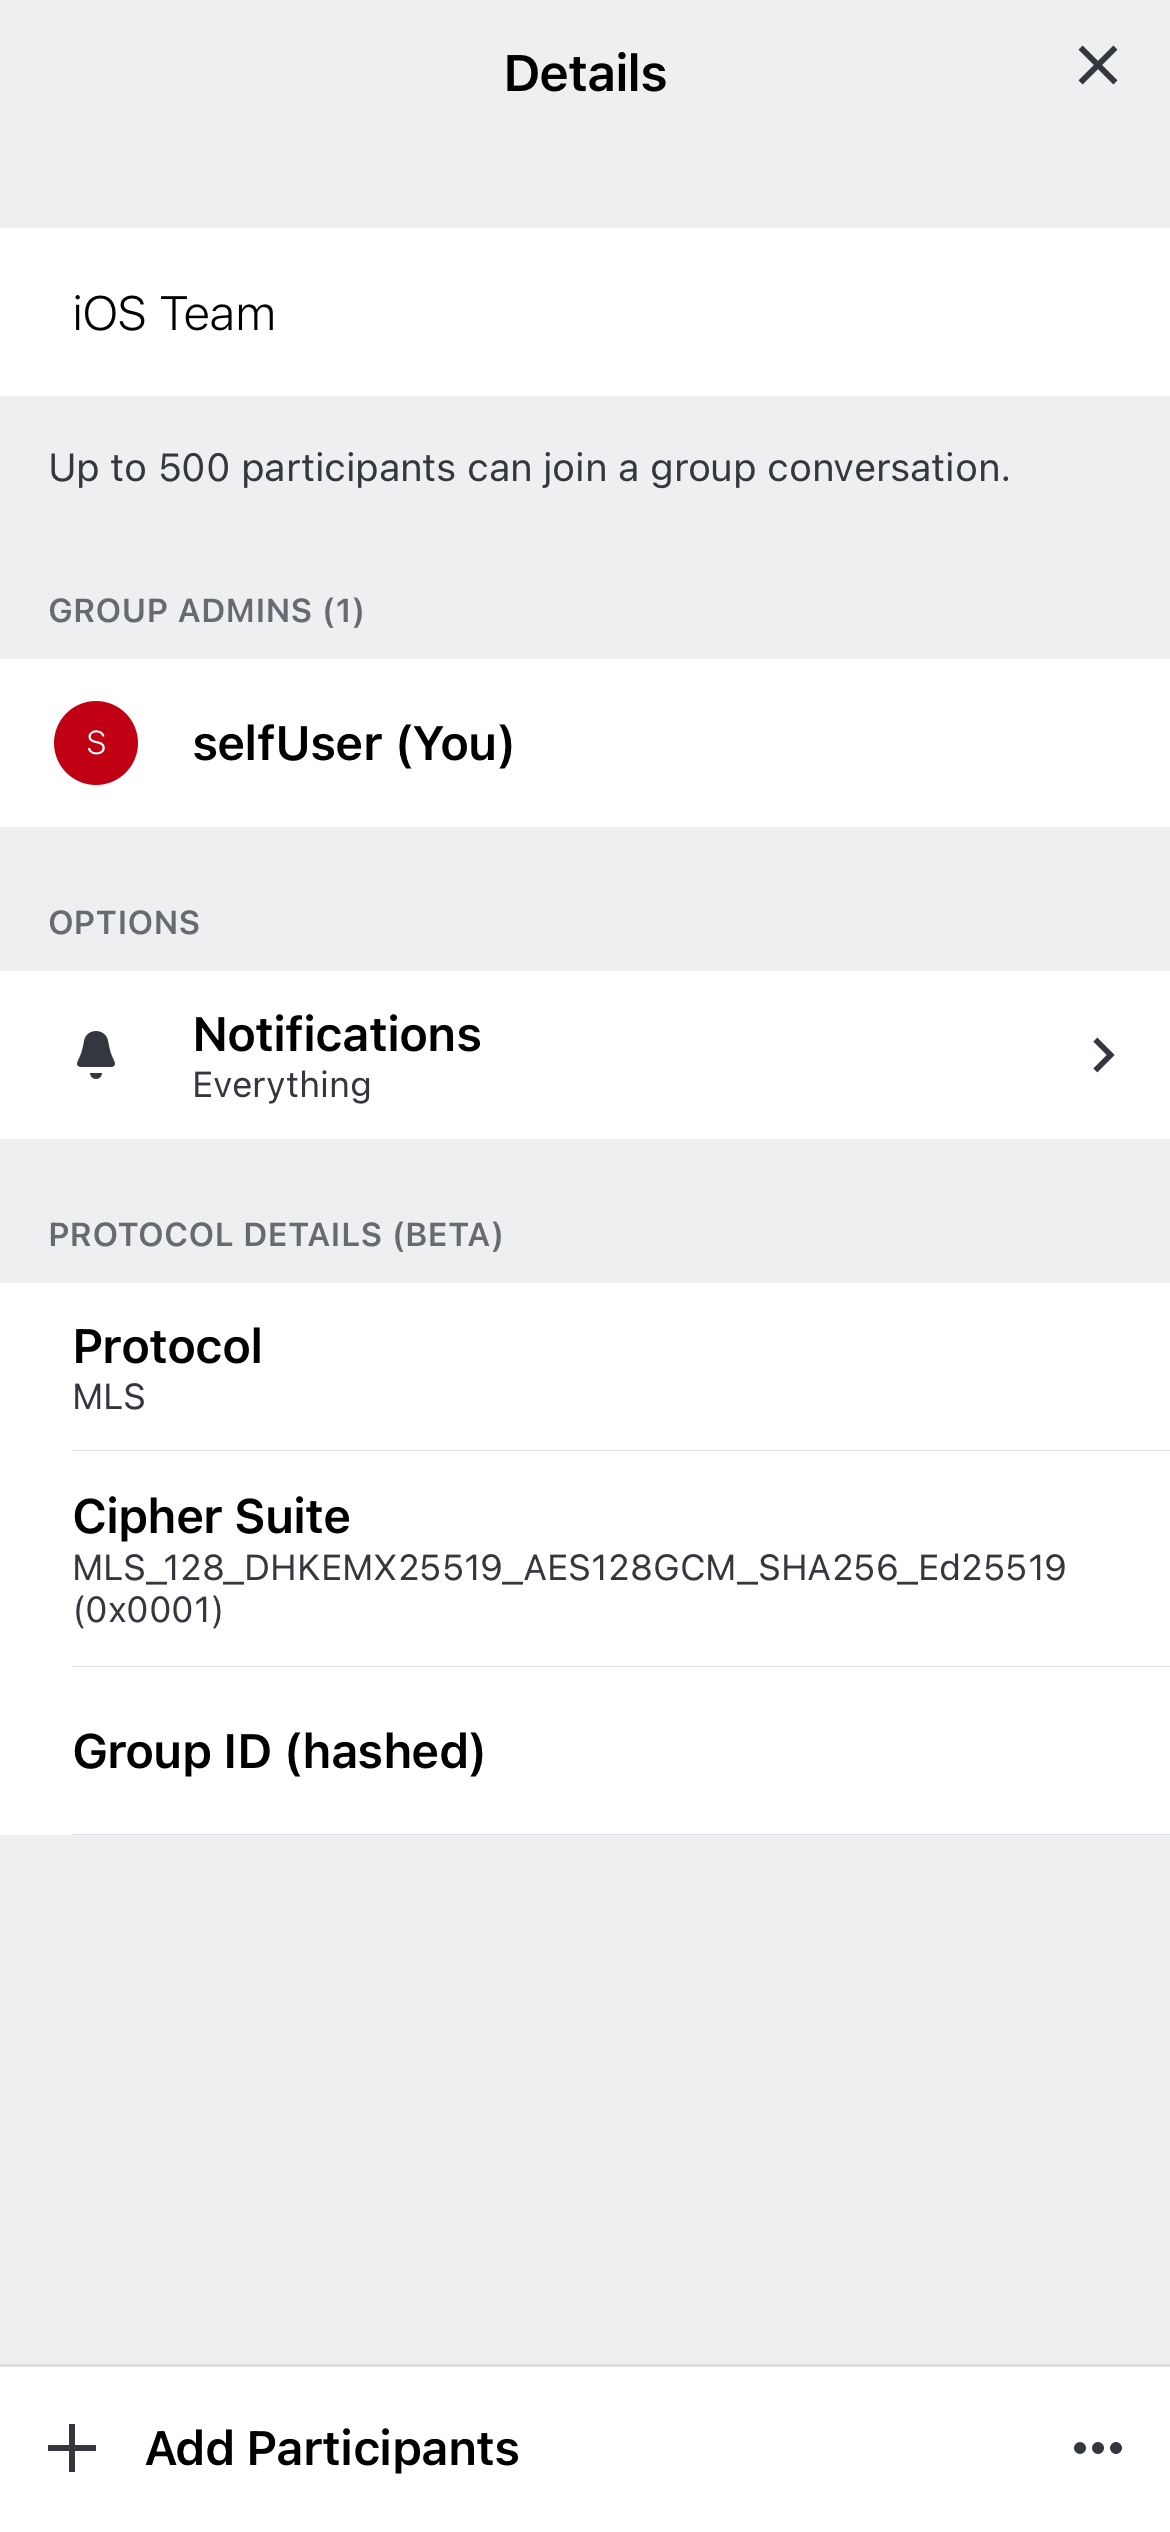 Details
iOS Team
Up to 500 participants can join a group conversation.
GROUP ADMINS (1)
S
selfUser (You)
OPTIONS
Notifications
Everything
PROTOCOL DETAILS (BETA)
Protocol
MLS
Cipher Suite
MLS_128_DHKEMX25519_AES128GCM_SHA256_Ed25519
(0x0001)
Group ID (hashed)
Add Participants